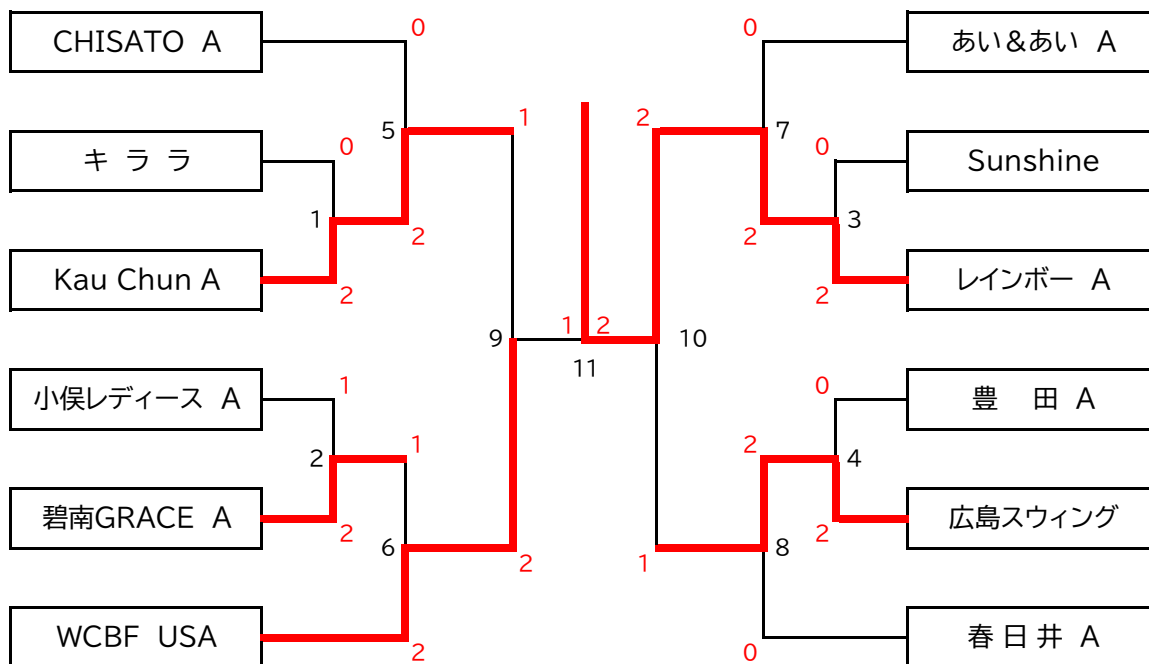 CHISATO A
0
0
あい&あい A
5
1
2
7
キ ラ ラ
0
0
Sunshine
1
3
2
2
Kau Chun A
2
2
レインボー A
9
1 2
10
11
小俣レディース A
1
0
豊 田 A
2
1
2
4
碧南GRACE A
2
2
広島スウィング
6
2
1
8
WCBF USA
2
0
春日井 A